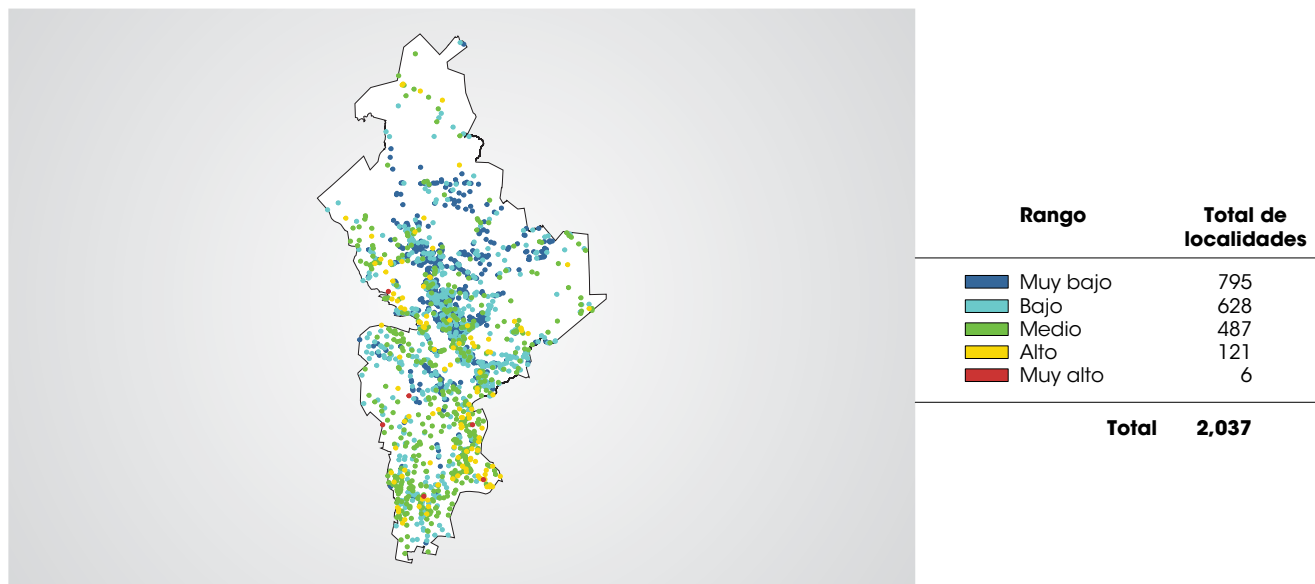 Rango Total de
localidades
Muy bajo 795
Bajo 628
Medio 487
Alto 121
Muy alto 6
Total 2,037